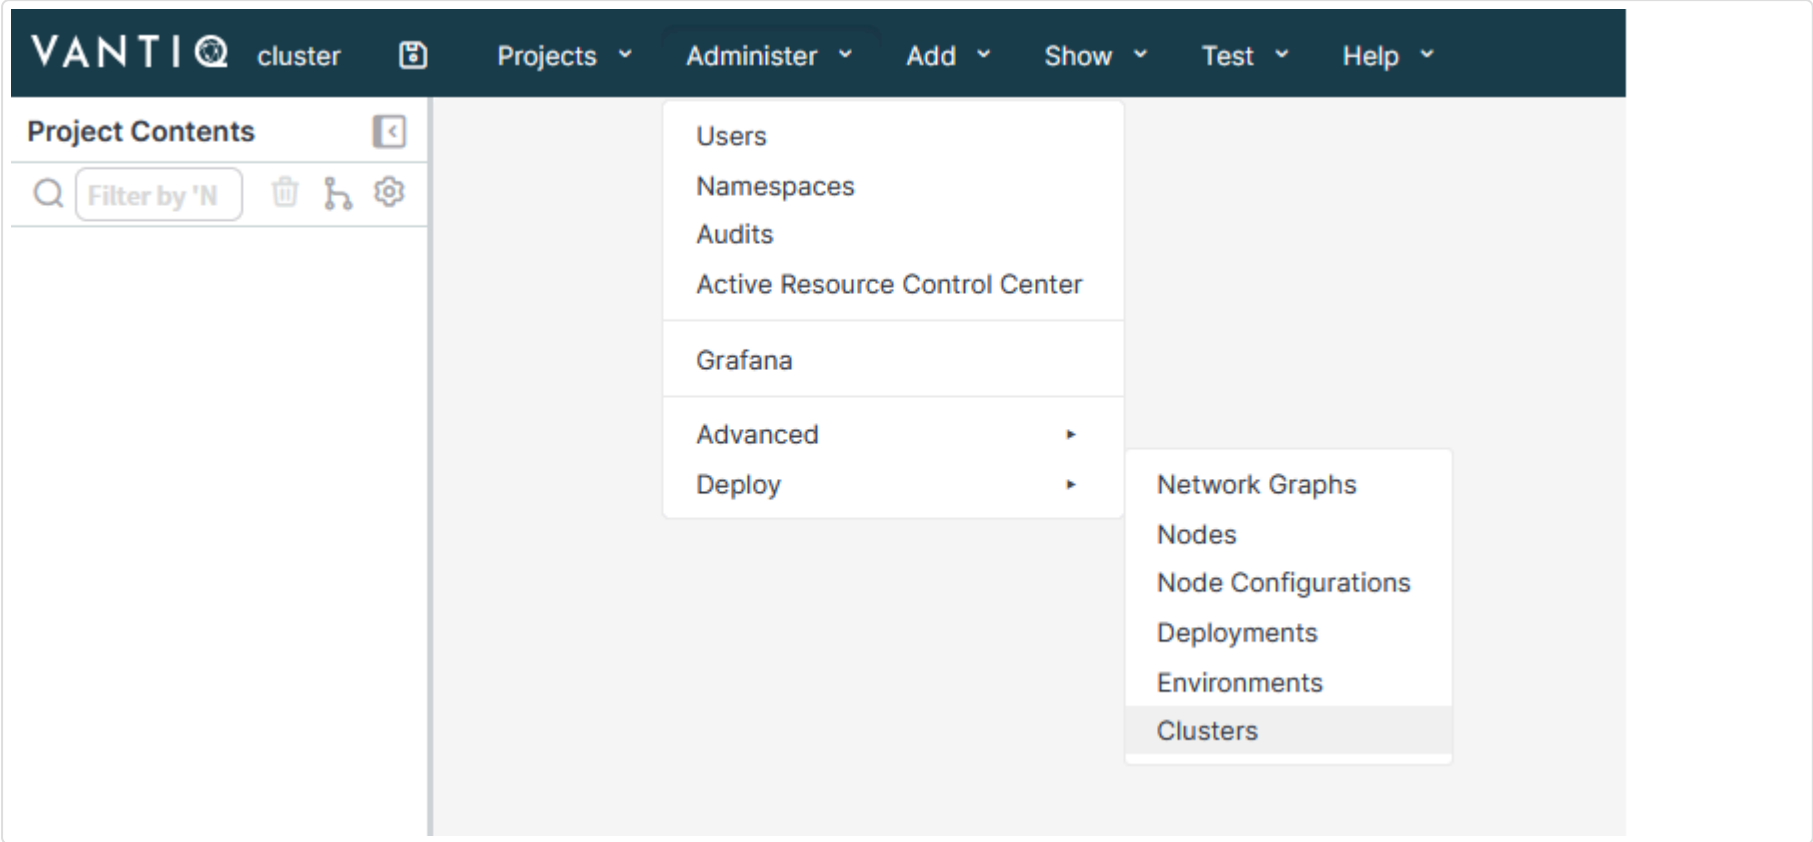 VANTIQ cluster Projects Administer Add Show Test Help
Project Contents
Filter by 'N
Users
Namespaces
Audits
Active Resource Control Center
Grafana
Advanced
Deploy
Network Graphs
Nodes
Node Configurations
Deployments
Environments
Clusters